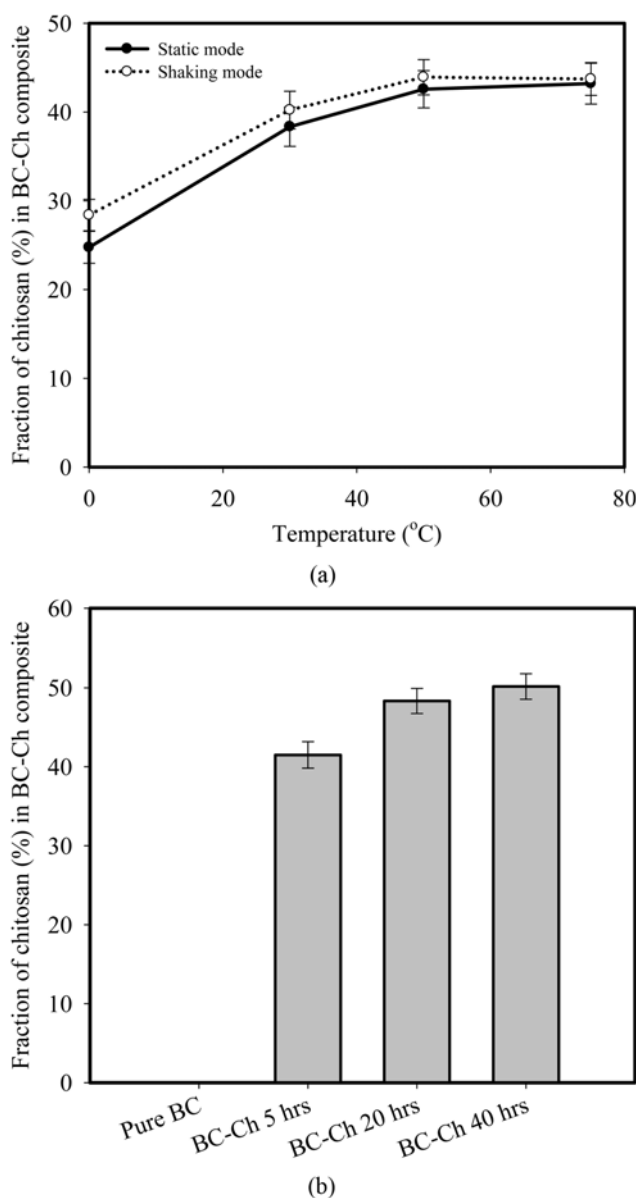 50
40
30
20
10
0
Fraction of chitosan (%) in BC-Ch composite
Static mode
Shaking mode
0 20 40 60 80
Temperature (°C)
(a)
60
50
40
30
20
10
0
Fraction of chitosan (%) in BC-Ch composite
Pure BC
BC-Ch 5 hrs
BC-Ch 20 hrs
BC-Ch 40 hrs
(b)